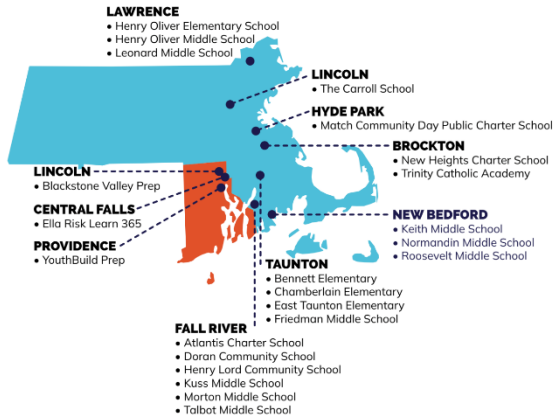 LAWRENCE
• Henry Oliver Elementary School
• Henry Oliver Middle School
• Leonard Middle School
LINCOLN
• The Carroll School
HYDE PARK
• Match Community Day Public Charter School
BROCKTON
• New Heights Charter School
• Trinity Catholic Academy
LINCOLN
• Blackstone Valley Prep
CENTRAL FALLS
• Ella Risk Learn 365
PROVIDENCE
• YouthBuild Prep
NEW BEDFORD
• Keith Middle School
• Normandin Middle School
• Roosevelt Middle School
TAUNTON
• Bennett Elementary
• Chamberlain Elementary
• East Taunton Elementary
• Friedman Middle School
FALL RIVER
• Atlantis Charter School
• Doran Community School
• Henry Lord Community School
• Kuss Middle School
• Morton Middle School
• Talbot Middle School